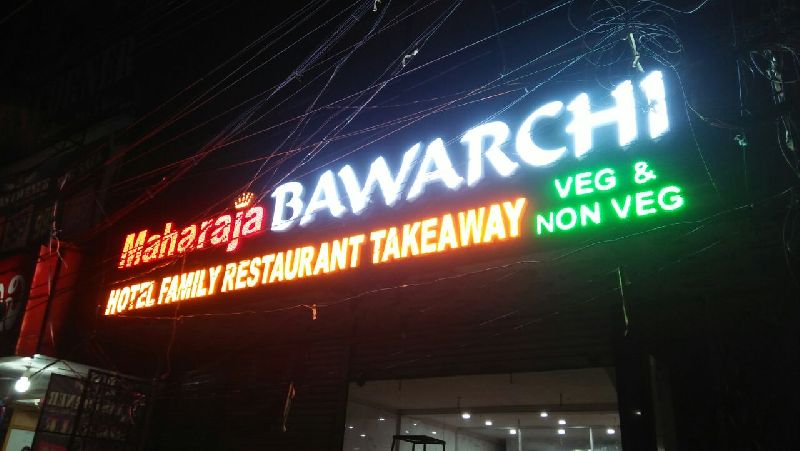 Maharaja BAWARCHI
HOTEL FAMILY RESTAURANT TAKEAWAY
VEG &
NON VEG